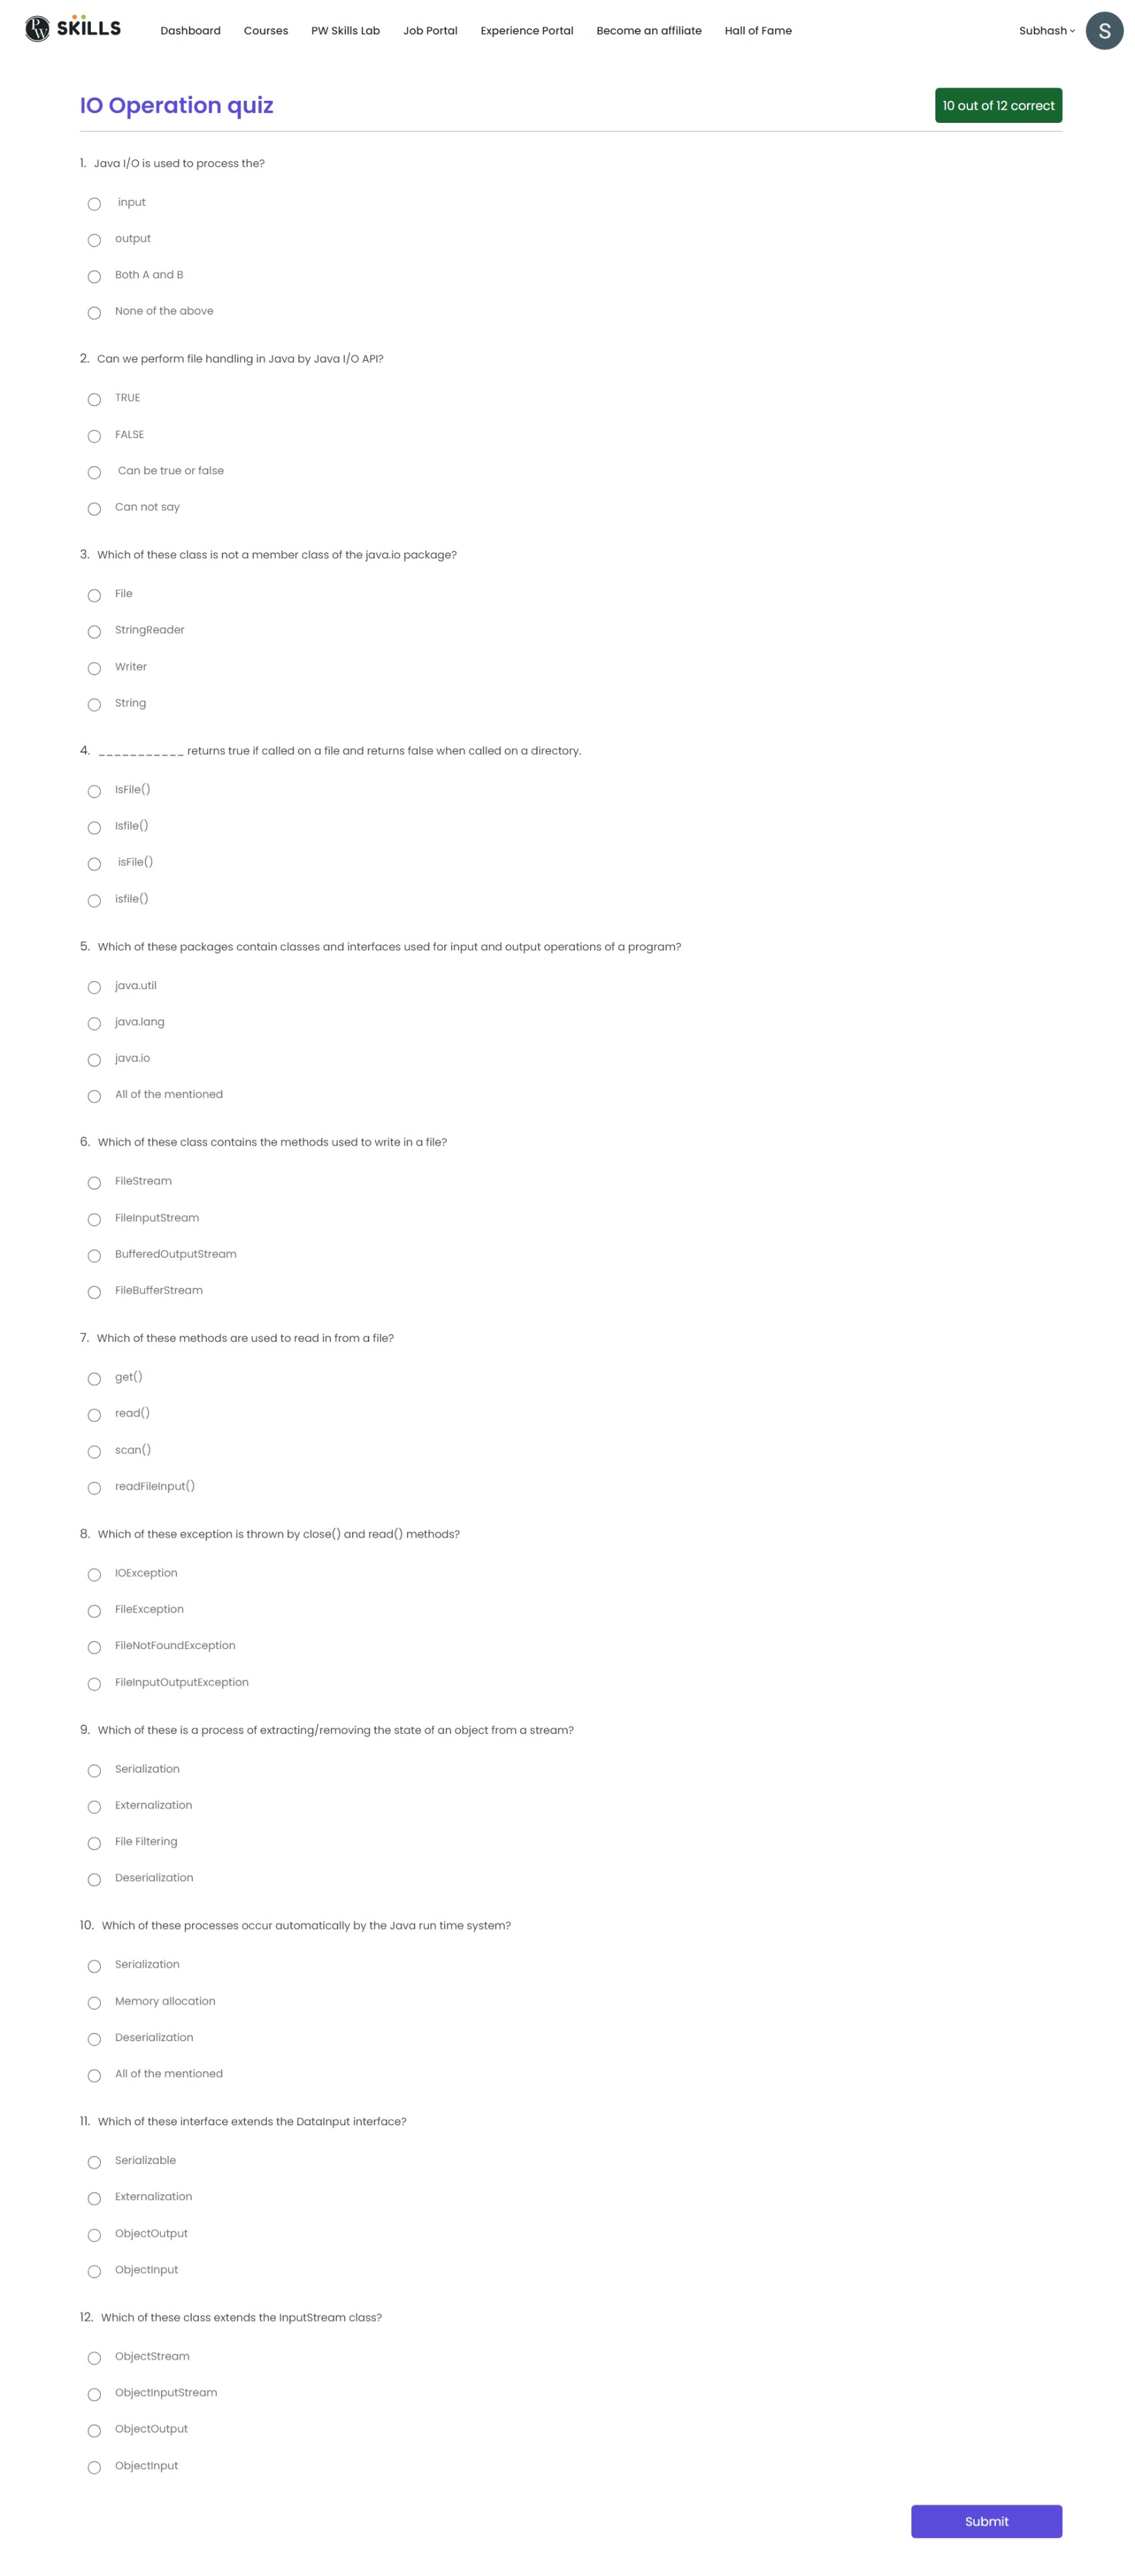 PW SKILLS Dashboard Courses PW Skills Lab Job Portal Experience Portal Become an affiliate Hall of Fame Subhash S
IO Operation quiz 10 out of 12 correct
1. Java I/O is used to process the?
input
output
Both A and B
None of the above
2. Can we perform file handling in Java by Java I/O API?
TRUE
FALSE
Can be true or false
Can not say
3. Which of these class is not a member class of the java.io package?
File
StringReader
Writer
String
4. ___________ returns true if called on a file and returns false when called on a directory.
IsFile()
Isfile()
isFile()
isfile()
5. Which of these packages contain classes and interfaces used for input and output operations of a program?
java.util
java.lang
java.io
All of the mentioned
6. Which of these class contains the methods used to write in a file?
FileStream
FileInputStream
BufferedOutputStream
FileBufferStream
7. Which of these methods are used to read in from a file?
get()
read()
scan()
readFileInput()
8. Which of these exception is thrown by close() and read() methods?
IOException
FileException
FileNotFoundException
FileInputOutputException
9. Which of these is a process of extracting/removing the state of an object from a stream?
Serialization
Externalization
File Filtering
Deserialization
10. Which of these processes occur automatically by the Java run time system?
Serialization
Memory allocation
Deserialization
All of the mentioned
11. Which of these interface extends the DataInput interface?
Serializable
Externalization
ObjectOutput
ObjectInput
12. Which of these class extends the InputStream class?
ObjectStream
ObjectInputStream
ObjectOutput
ObjectInput
Submit